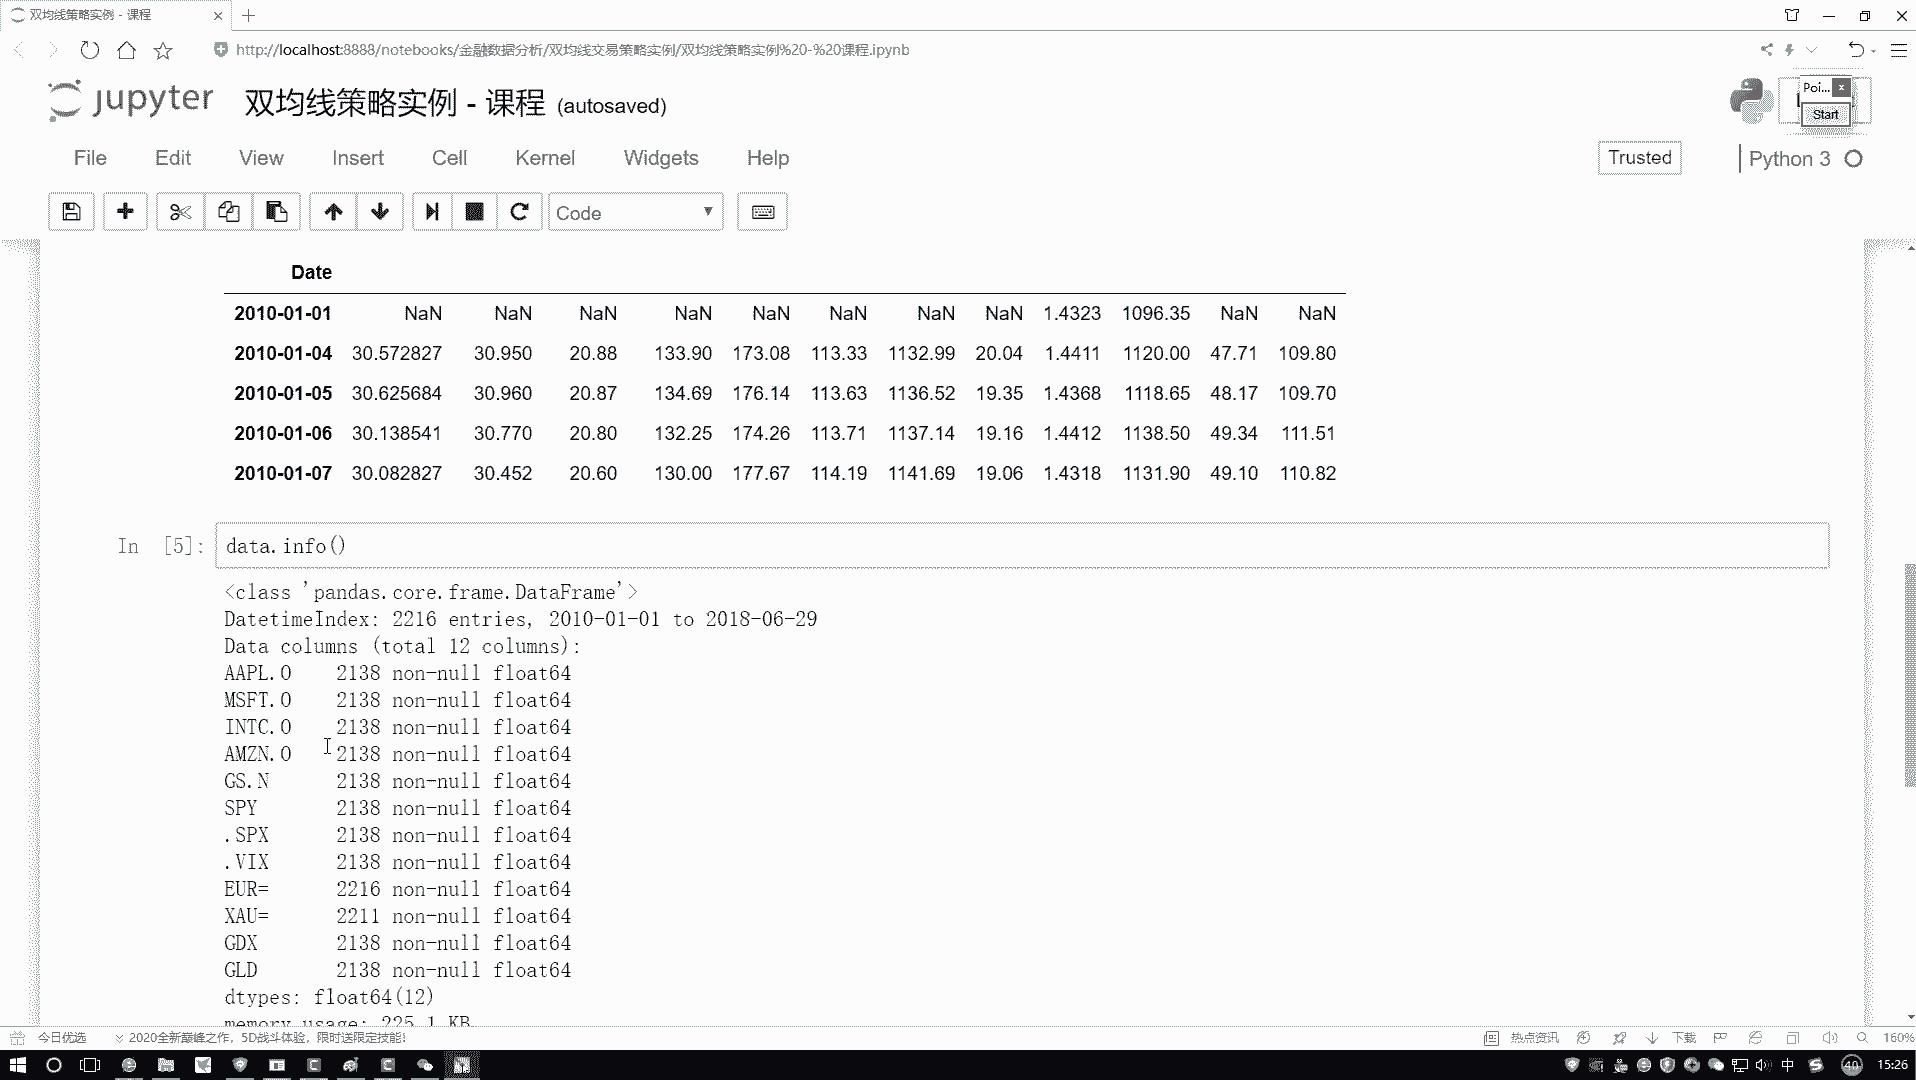 双均线策略实例 - 课程
http://localhost:8888/notebooks/金融数据分析/双均线交易策略实例/双均线策略实例%20-%20课程.ipynb
jupyter 双均线策略实例 - 课程 (autosaved)
Poi...
Start
File Edit View Insert Cell Kernel Widgets Help
Trusted
Python 3
Code
Date
2010-01-01 NaN NaN NaN NaN NaN NaN NaN NaN 1.4323 1096.35 NaN NaN
2010-01-04 30.572827 30.950 20.88 133.90 173.08 113.33 1132.99 20.04 1.4411 1120.00 47.71 109.80
2010-01-05 30.625684 30.960 20.87 134.69 176.14 113.63 1136.52 19.35 1.4368 1118.65 48.17 109.70
2010-01-06 30.138541 30.770 20.80 132.25 174.26 113.71 1137.14 19.16 1.4412 1138.50 49.34 111.51
2010-01-07 30.082827 30.452 20.60 130.00 177.67 114.19 1141.69 19.06 1.4318 1131.90 49.10 110.82
In [5]: data.info()
<class 'pandas.core.frame.DataFrame'>
DatetimeIndex: 2216 entries, 2010-01-01 to 2018-06-29
Data columns (total 12 columns):
AAPL.O 2138 non-null float64
MSFT.O 2138 non-null float64
INTC.O 2138 non-null float64
AMZN.O 2138 non-null float64
GS.N 2138 non-null float64
SPY 2138 non-null float64
.SPX 2138 non-null float64
.VIX 2138 non-null float64
EUR= 2216 non-null float64
XAU= 2211 non-null float64
GDX 2138 non-null float64
GLD 2138 non-null float64
dtypes: float64(12)
memory usage: 225.1 KB
今日优选 2020全新巅峰之作，5D战斗体验，限时送限定技能! 热点资讯 下载 160%
中 40 15:26